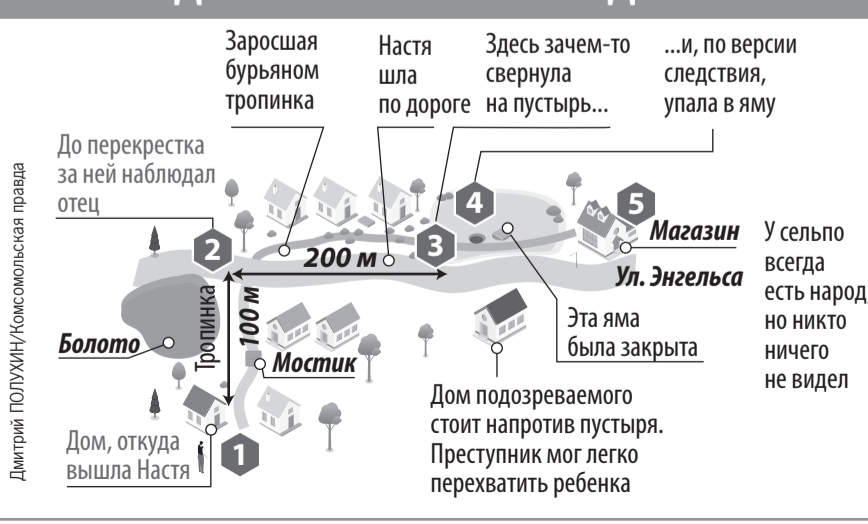 Заросшая
бурьяном
тропинка
Настя
шла
по дороге
Здесь зачем-то
свернула
на пустырь...
...и, по версии
следствия,
упала в яму
До перекрестка
за ней наблюдал
отец
Дмитрий ПОЛУХИН/Комсомольская правда
2
3
4
5
200 м
Магазин
Ул. Энгельса
У сельпо
всегда
есть народ,
но никто
ничего
не видел
Тропинка
100 м
Болото
Мостик
Эта яма
была закрыта
Дом подозреваемого
стоит напротив пустыря.
Преступник мог легко
перехватить ребенка
Дом, откуда
вышла Настя
1